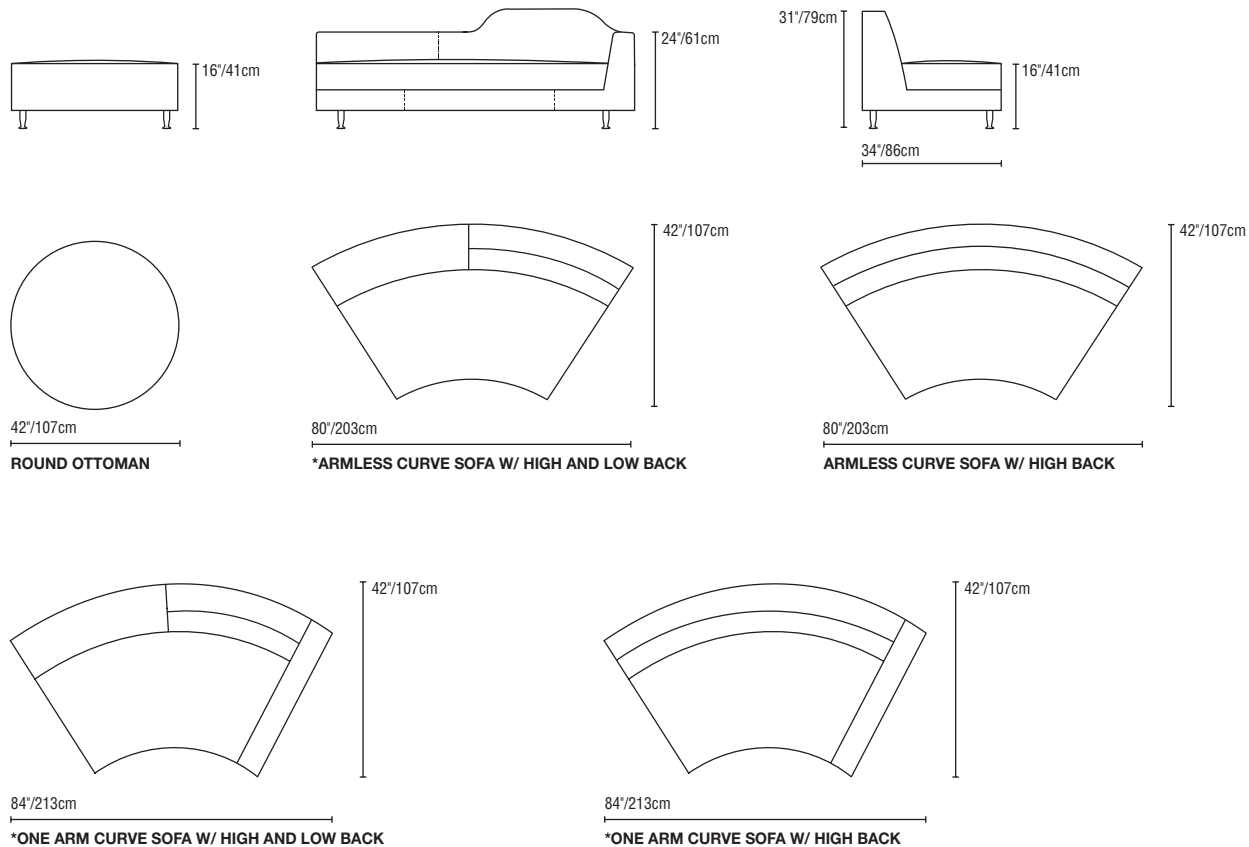 16"/41cm
24"/61cm
31"/79cm
16"/41cm
34"/86cm
42"/107cm
42"/107cm
42"/107cm
80"/203cm
80"/203cm
ROUND OTTOMAN
*ARMLESS CURVE SOFA W/ HIGH AND LOW BACK
ARMLESS CURVE SOFA W/ HIGH BACK
42"/107cm
42"/107cm
84"/213cm
84"/213cm
*ONE ARM CURVE SOFA W/ HIGH AND LOW BACK
*ONE ARM CURVE SOFA W/ HIGH BACK